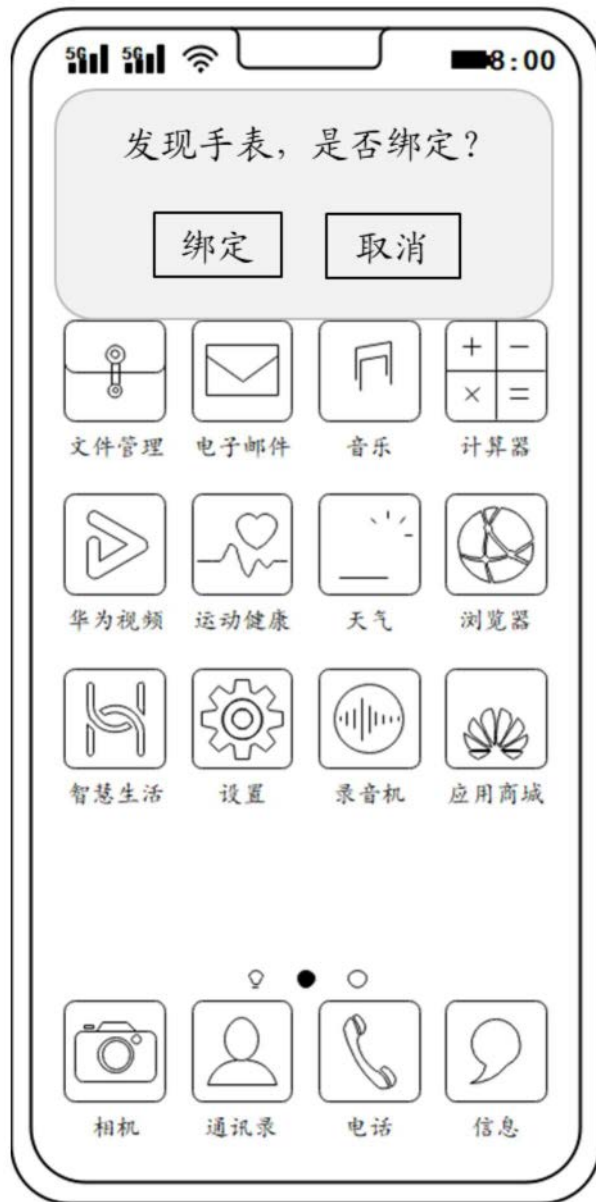 5G 5G 8:00
发现手表，是否绑定？
绑定 取消
文件管理 电子邮件 音乐 计算器
华为视频 运动健康 天气 浏览器
智慧生活 设置 录音机 应用商城
相机 通讯录 电话 信息